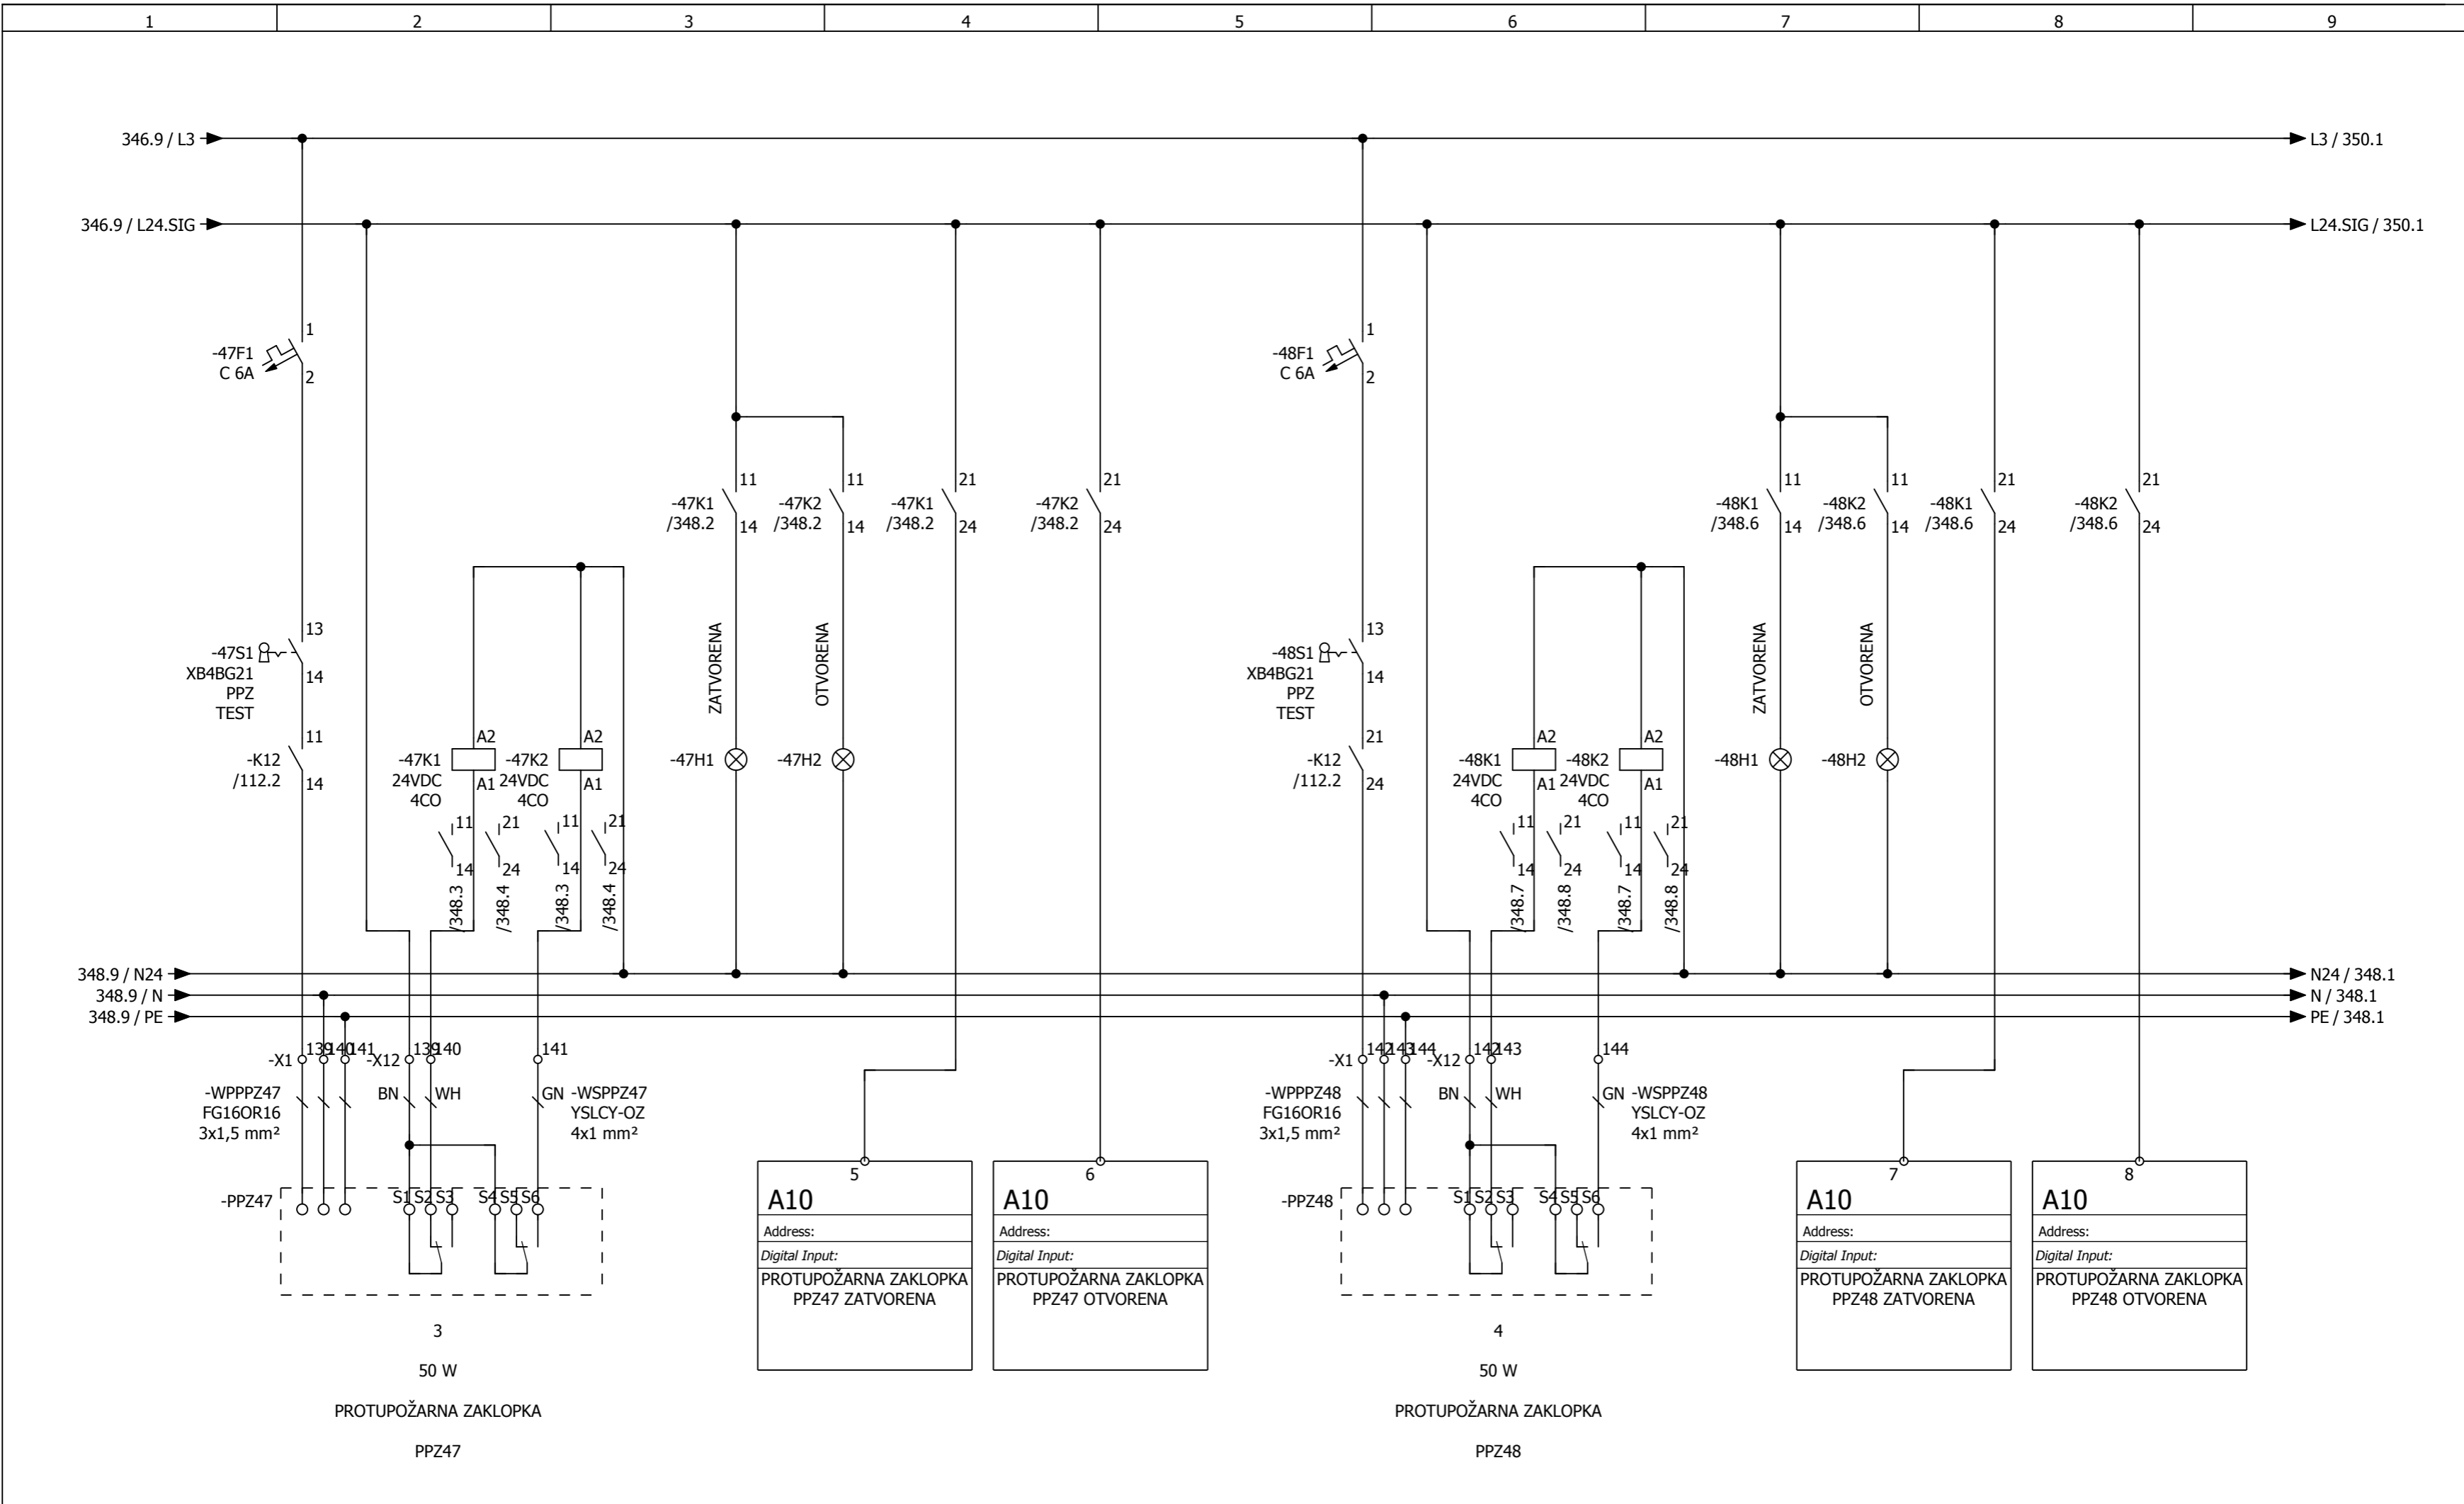 1 2 3 4 5 6 7 8 9
346.9 / L3
L3 / 350.1
346.9 / L24.SIG
L24.SIG / 350.1
1
-47F1
C 6A
2
1
-48F1
C 6A
2
11
-47K1
/348.2
14
11
-47K2
/348.2
14
21
-47K1
/348.2
24
21
-47K2
/348.2
24
11
-48K1
/348.6
14
11
-48K2
/348.6
14
21
-48K1
/348.6
24
21
-48K2
/348.6
24
13
-47S1
XB4BG21
14
PPZ
TEST
11
-K12
/112.2
14
A2
-47K1
24VDC
4CO
A1
11
14
/348.3
21
24
/348.4
A2
-47K2
24VDC
4CO
A1
11
14
/348.3
21
24
/348.4
ZATVORENA
-47H1
OTVORENA
-47H2
13
-48S1
XB4BG21
14
PPZ
TEST
21
-K12
/112.2
24
A2
-48K1
24VDC
4CO
A1
11
14
/348.7
21
24
/348.8
A2
-48K2
24VDC
4CO
A1
11
14
/348.7
21
24
/348.8
ZATVORENA
-48H1
OTVORENA
-48H2
348.9 / N24
N24 / 348.1
348.9 / N
N / 348.1
348.9 / PE
PE / 348.1
-X1 139 140 141
-X12 139 140 141
-WPPPZ47
FG16OR16
3x1,5 mm²
BN WH GN
-WSPPZ47
YSLCY-OZ
4x1 mm²
-PPZ47
S1 S2 S3 S4 S5 S6
3
50 W
PROTUPOŽARNA ZAKLOPKA
PPZ47
5
A10
Address:
Digital Input:
PROTUPOŽARNA ZAKLOPKA
PPZ47 ZATVORENA
6
A10
Address:
Digital Input:
PROTUPOŽARNA ZAKLOPKA
PPZ47 OTVORENA
-X1 142 143 144
-X12 142 143 144
-WPPPZ48
FG16OR16
3x1,5 mm²
BN WH GN
-WSPPZ48
YSLCY-OZ
4x1 mm²
-PPZ48
S1 S2 S3 S4 S5 S6
4
50 W
PROTUPOŽARNA ZAKLOPKA
PPZ48
7
A10
Address:
Digital Input:
PROTUPOŽARNA ZAKLOPKA
PPZ48 ZATVORENA
8
A10
Address:
Digital Input:
PROTUPOŽARNA ZAKLOPKA
PPZ48 OTVORENA